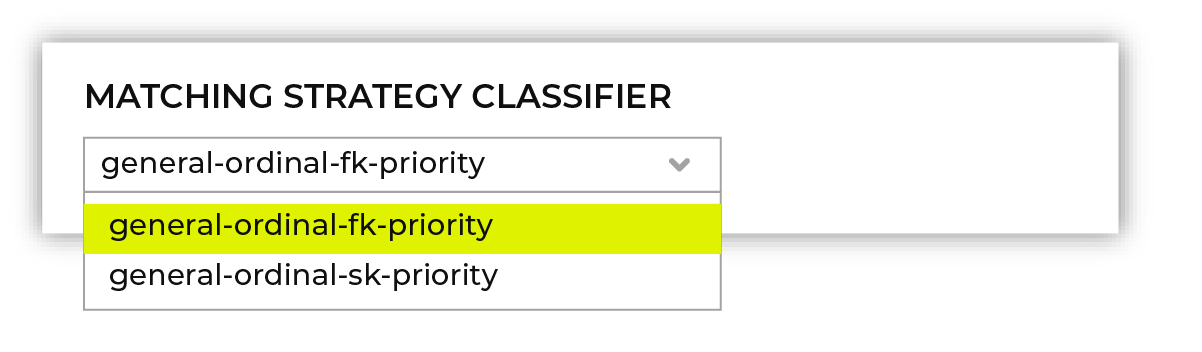 MATCHING STRATEGY CLASSIFIER
general-ordinal-fk-priority
general-ordinal-fk-priority
general-ordinal-sk-priority